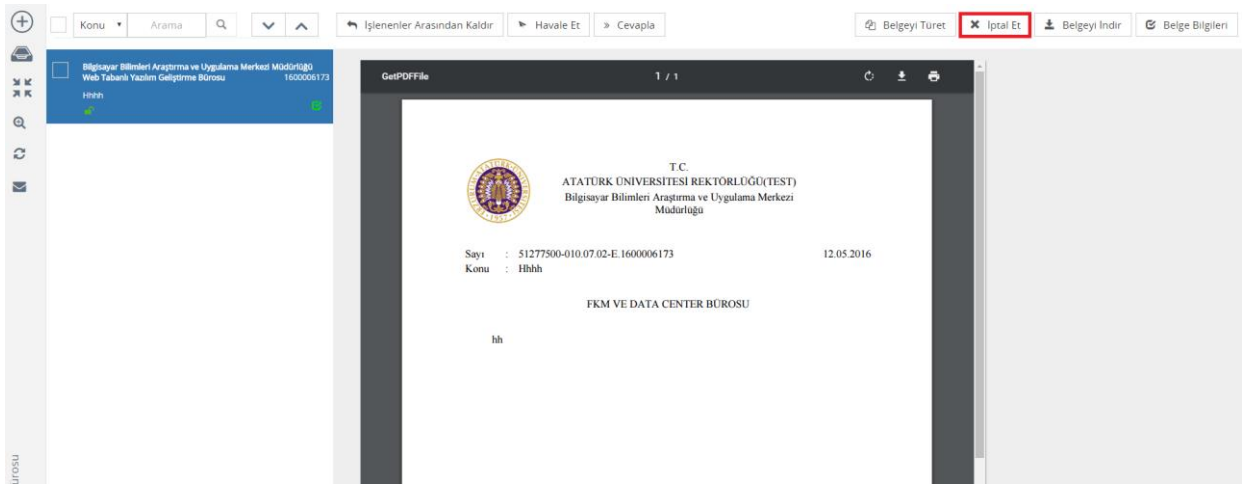 Konu
Arama
İşlenenler Arasından Kaldır
Havale Et
Cevapla
Belgeyi Türet
İptal Et
Belgeyi İndir
Belge Bilgileri
Bilgisayar Bilimleri Araştırma ve Uygulama Merkezi Müdürlüğü
Web Tabanlı Yazılım Geliştirme Bürosu 1600006173
Hhhh
GetPDFFile 1 / 1
T.C.
ATATÜRK ÜNİVERSİTESİ REKTÖRLÜĞÜ(TEST)
Bilgisayar Bilimleri Araştırma ve Uygulama Merkezi
Müdürlüğü
Sayı : 51277500-010.07.02-E.1600006173 12.05.2016
Konu : Hhhh
FKM VE DATA CENTER BÜROSU
hh